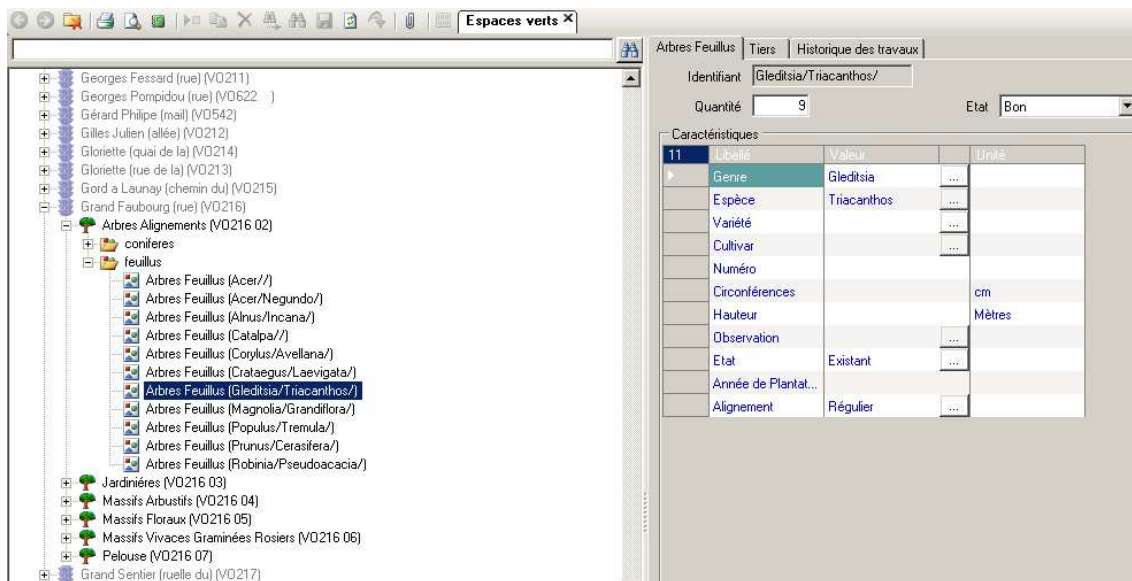 Espaces verts
Georges Fessard (rue) (VO211)
Georges Pompidou (rue) (VO622 )
Gérard Philipe (mail) (VO542)
Gilles Julien (allée) (VO212)
Gloriette (quai de la) (VO214)
Gloriette (rue de la) (VO213)
Gord a Launay (chemin du) (VO215)
Grand Faubourg (rue) (VO216)
Arbres Alignements (VO216 02)
coniferes
feuillus
Arbres Feuillus (Acer//)
Arbres Feuillus (Acer/Negundo/)
Arbres Feuillus (Alnus/Incana/)
Arbres Feuillus (Catalpa//)
Arbres Feuillus (Corylus/Avellana/)
Arbres Feuillus (Crataegus/Laevigata/)
Arbres Feuillus (Gleditsia/Triacanthos/)
Arbres Feuillus (Magnolia/Grandiflora/)
Arbres Feuillus (Populus/Tremula/)
Arbres Feuillus (Prunus/Cerasifera/)
Arbres Feuillus (Robinia/Pseudoacacia/)
Jardiniéres (VO216 03)
Massifs Arbustifs (VO216 04)
Massifs Floraux (VO216 05)
Massifs Vivaces Graminées Rosiers (VO216 06)
Pelouse (VO216 07)
Grand Sentier (ruelle du) (VO217)
Arbres Feuillus Tiers Historique des travaux
Identifiant Gleditsia/Triacanthos/
Quantité 9 Etat Bon
Caractéristiques
11 Libellé Valeur Unité
Genre Gleditsia ...
Espèce Triacanthos ...
Variété ...
Cultivar ...
Numéro
Circonférences cm
Hauteur Mètres
Observation ...
Etat Existant ...
Année de Plantat...
Alignement Régulier ...